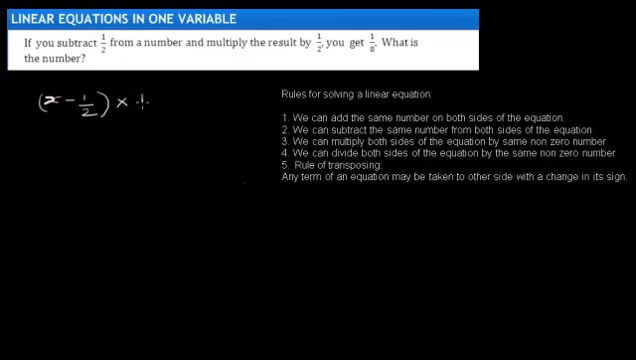 LINEAR EQUATIONS IN ONE VARIABLE
If you subtract 1/2 from a number and multiply the result by 1/2, you get 1/8. What is
the number?
(x - 1/2) ×
Rules for solving a linear equation:
1. We can add the same number on both sides of the equation.
2. We can subtract the same number from both sides of the equation.
3. We can multiply both sides of the equation by same non zero number
4. We can divide both sides of the equation by the same non zero number
5. Rule of transposing:
Any term of an equation may be taken to other side with a change in its sign.